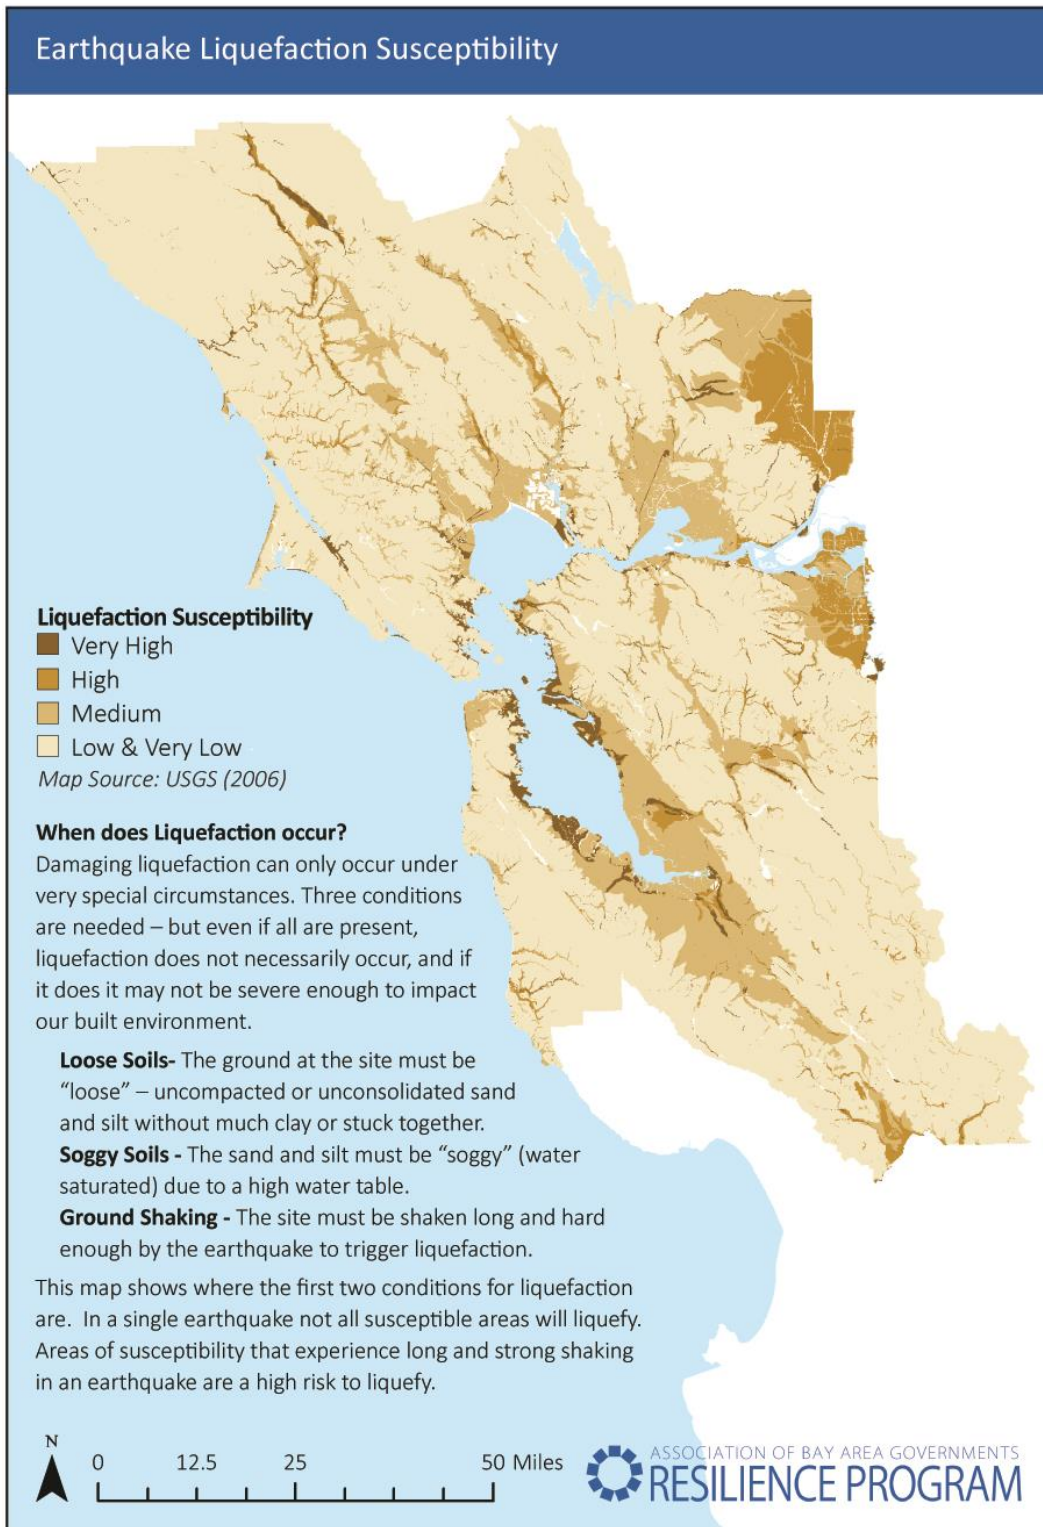 Earthquake Liquefaction Susceptibility
Liquefaction Susceptibility
Very High
High
Medium
Low & Very Low
Map Source: USGS (2006)
When does Liquefaction occur?
Damaging liquefaction can only occur under
very special circumstances. Three conditions
are needed – but even if all are present,
liquefaction does not necessarily occur, and if
it does it may not be severe enough to impact
our built environment.
Loose Soils- The ground at the site must be
“loose” – uncompacted or unconsolidated sand
and silt without much clay or stuck together.
Soggy Soils - The sand and silt must be “soggy” (water
saturated) due to a high water table.
Ground Shaking - The site must be shaken long and hard
enough by the earthquake to trigger liquefaction.
This map shows where the first two conditions for liquefaction
are. In a single earthquake not all susceptible areas will liquefy.
Areas of susceptibility that experience long and strong shaking
in an earthquake are a high risk to liquefy.
N
0 12.5 25 50 Miles
ASSOCIATION OF BAY AREA GOVERNMENTS
RESILIENCE PROGRAM